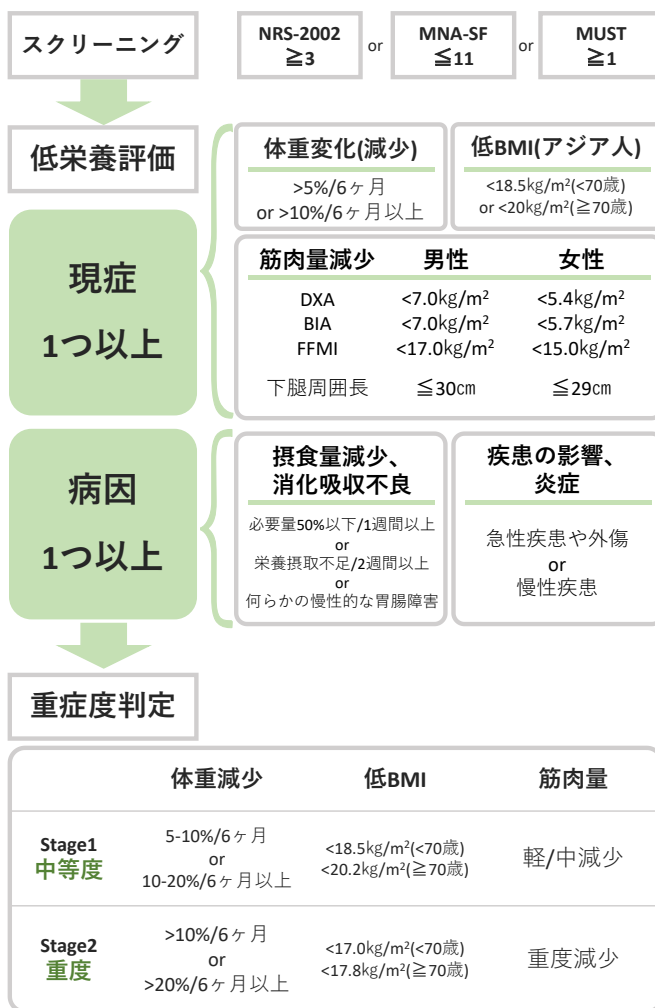 スクリーニング
NRS-2002
≧3
or
MNA-SF
≦11
or
MUST
≧1
低栄養評価
体重変化(減少)
>5%/6ヶ月
or >10%/6ヶ月以上
低BMI(アジア人)
<18.5kg/m²(<70歳)
or <20kg/m²(≧70歳)
現症
1つ以上
筋肉量減少 男性 女性
DXA <7.0kg/m² <5.4kg/m²
BIA <7.0kg/m² <5.7kg/m²
FFMI <17.0kg/m² <15.0kg/m²
下腿周囲長 ≦30㎝ ≦29㎝
病因
1つ以上
摂食量減少、
消化吸収不良
必要量50%以下/1週間以上
or
栄養摂取不足/2週間以上
or
何らかの慢性的な胃腸障害
疾患の影響、
炎症
急性疾患や外傷
or
慢性疾患
重症度判定
体重減少 低BMI 筋肉量
Stage1
中等度
5-10%/6ヶ月
or
10-20%/6ヶ月以上
<18.5kg/m²(<70歳)
<20.2kg/m²(≧70歳)
軽/中減少
Stage2
重度
>10%/6ヶ月
or
>20%/6ヶ月以上
<17.0kg/m²(<70歳)
<17.8kg/m²(≧70歳)
重度減少